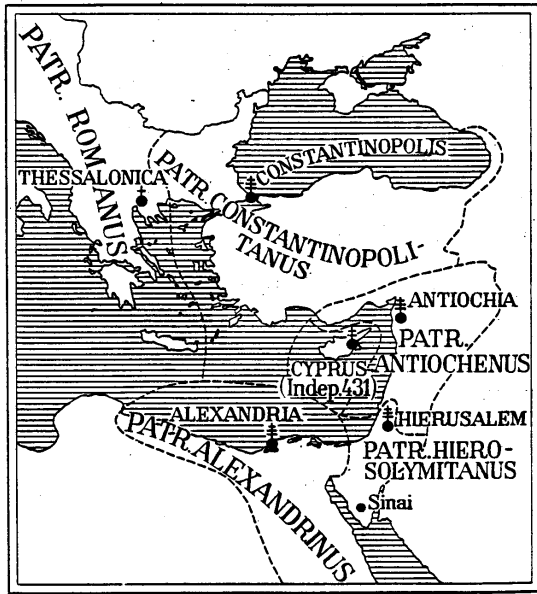 PATR. ROMANUS
THESSALONICA
CONSTANTINOPOLIS
PATR. CONSTANTINOPOLI-
TANUS
ANTIOCHIA
PATR.
ANTIOCHENUS
CYPRUS
(Indep.431)
ALEXANDRIA
HIERUSALEM
PATR. HIERO-
SOLYMITANUS
PATR. ALEXANDRINUS
Sinai